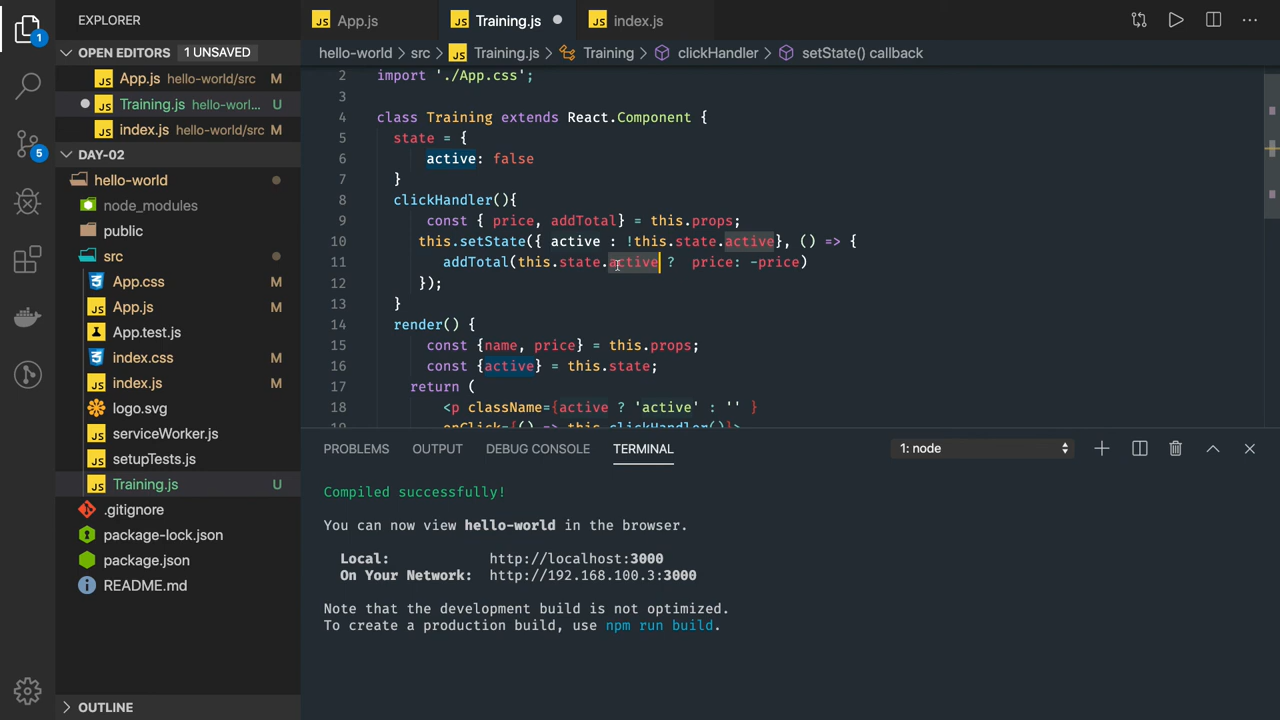 EXPLORER
App.js
Training.js
index.js
OPEN EDITORS 1 UNSAVED
hello-world > src > Training.js > Training > clickHandler > setState() callback
App.js hello-world/src M
Training.js hello-worl... U
index.js hello-world/src M
DAY-02
hello-world
node_modules
public
src
App.css M
App.js M
App.test.js
index.css M
index.js M
logo.svg
serviceWorker.js
setupTests.js
Training.js U
.gitignore
package-lock.json
package.json
README.md
OUTLINE
1
5
2 import './App.css';
3
4 class Training extends React.Component {
5 state = {
6 active: false
7 }
8 clickHandler(){
9 const { price, addTotal} = this.props;
10 this.setState({ active : !this.state.active}, () => {
11 addTotal(this.state.active ? price: -price)
12 });
13 }
14 render() {
15 const {name, price} = this.props;
16 const {active} = this.state;
17 return (
18 <p className={active ? 'active' : '' }
19 onClick={() => this.clickHandler()}>
PROBLEMS OUTPUT DEBUG CONSOLE TERMINAL 1: node
Compiled successfully!
You can now view hello-world in the browser.
Local: http://localhost:3000
On Your Network: http://192.168.100.3:3000
Note that the development build is not optimized.
To create a production build, use npm run build.